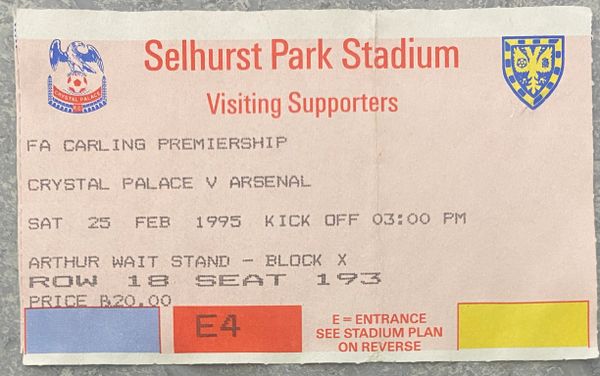 Selhurst Park Stadium
CRYSTAL PALACE
F.C.
Visiting Supporters
FA CARLING PREMIERSHIP
CRYSTAL PALACE V ARSENAL
SAT 25 FEB 1995 KICK OFF 03:00 PM
ARTHUR WAIT STAND - BLOCK X
ROW 18 SEAT 193
PRICE £20.00
E4
E = ENTRANCE
SEE STADIUM PLAN
ON REVERSE